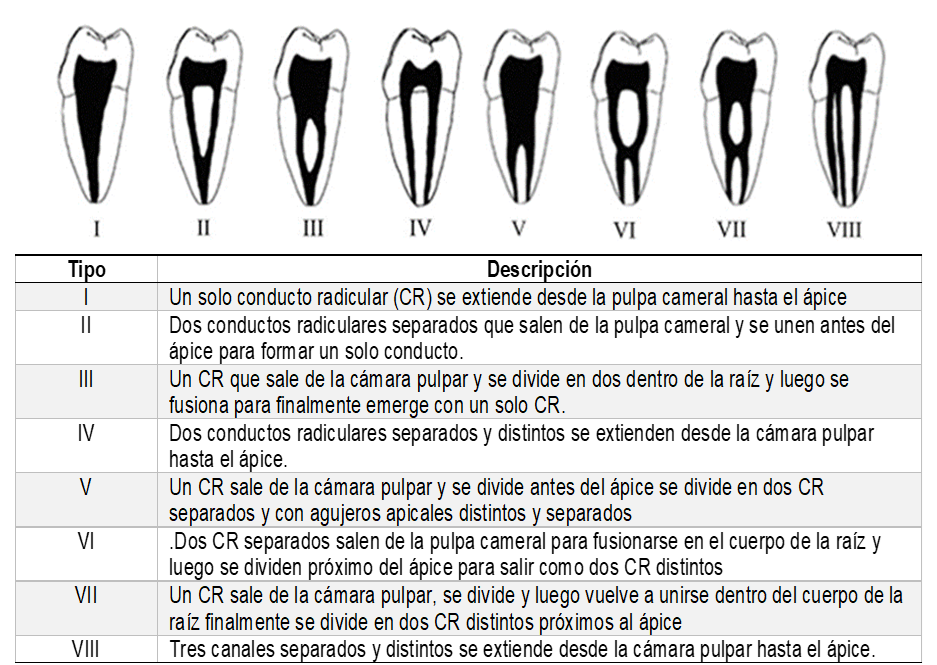 I II III IV V VI VII VIII
Tipo Descripción
I Un solo conducto radicular (CR) se extiende desde la pulpa cameral hasta el ápice
II Dos conductos radiculares separados que salen de la pulpa cameral y se unen antes del
ápice para formar un solo conducto.
III Un CR que sale de la cámara pulpar y se divide en dos dentro de la raíz y luego se
fusiona para finalmente emerge con un solo CR.
IV Dos conductos radiculares separados y distintos se extienden desde la cámara pulpar
hasta el ápice.
V Un CR sale de la cámara pulpar y se divide antes del ápice se divide en dos CR
separados y con agujeros apicales distintos y separados
VI .Dos CR separados salen de la pulpa cameral para fusionarse en el cuerpo de la raíz y
luego se dividen próximo del ápice para salir como dos CR distintos
VII Un CR sale de la cámara pulpar, se divide y luego vuelve a unirse dentro del cuerpo de la
raíz finalmente se divide en dos CR distintos próximos al ápice
VIII Tres canales separados y distintos se extiende desde la cámara pulpar hasta el ápice.